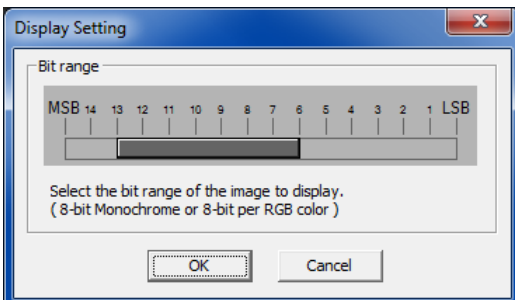 Display Setting
Bit range
MSB 14 13 12 11 10 9 8 7 6 5 4 3 2 1 LSB
Select the bit range of the image to display.
( 8-bit Monochrome or 8-bit per RGB color )
OK Cancel